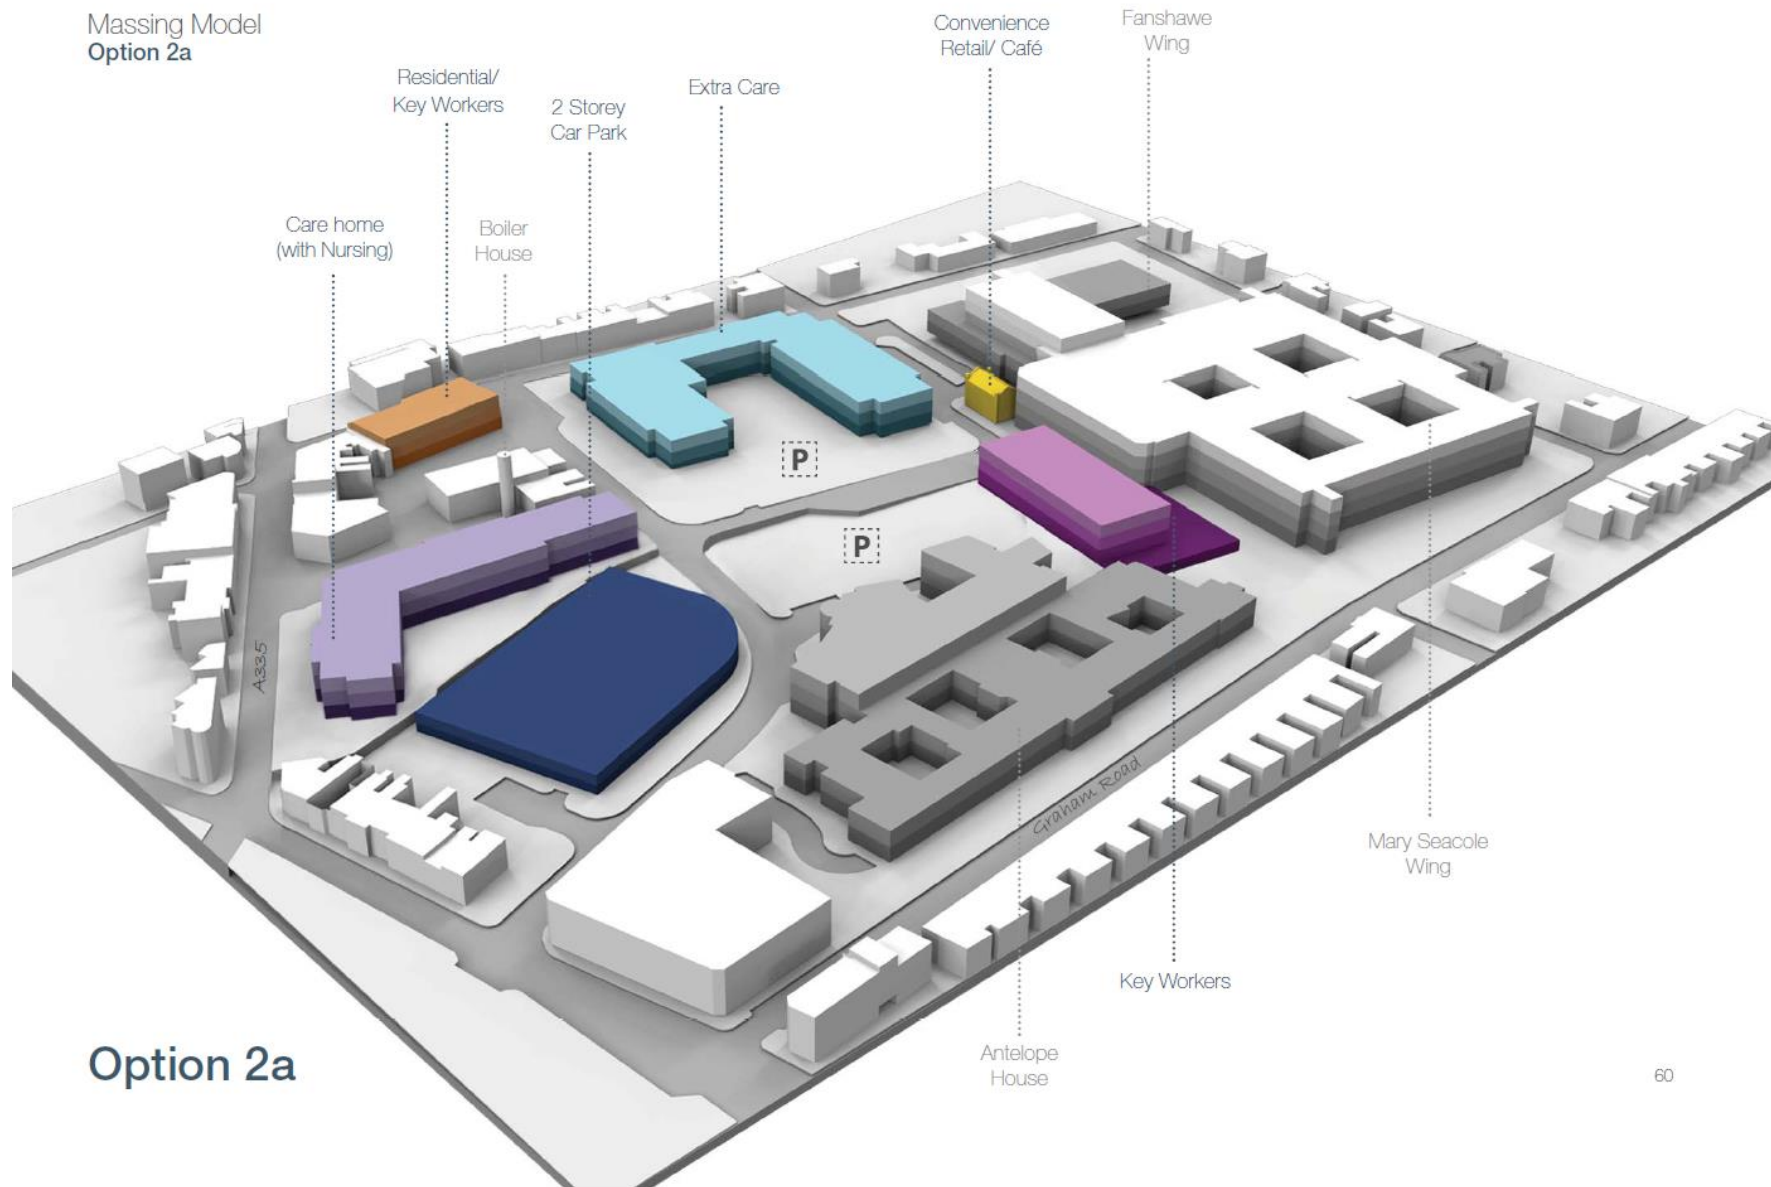 Massing Model
Option 2a
Convenience
Retail/ Café
Fanshawe
Wing
Residential/
Key Workers
2 Storey
Car Park
Extra Care
Care home
(with Nursing)
Boiler
House
P
P
A335
Graham Road
Mary Seacole
Wing
Key Workers
Antelope
House
Option 2a
60